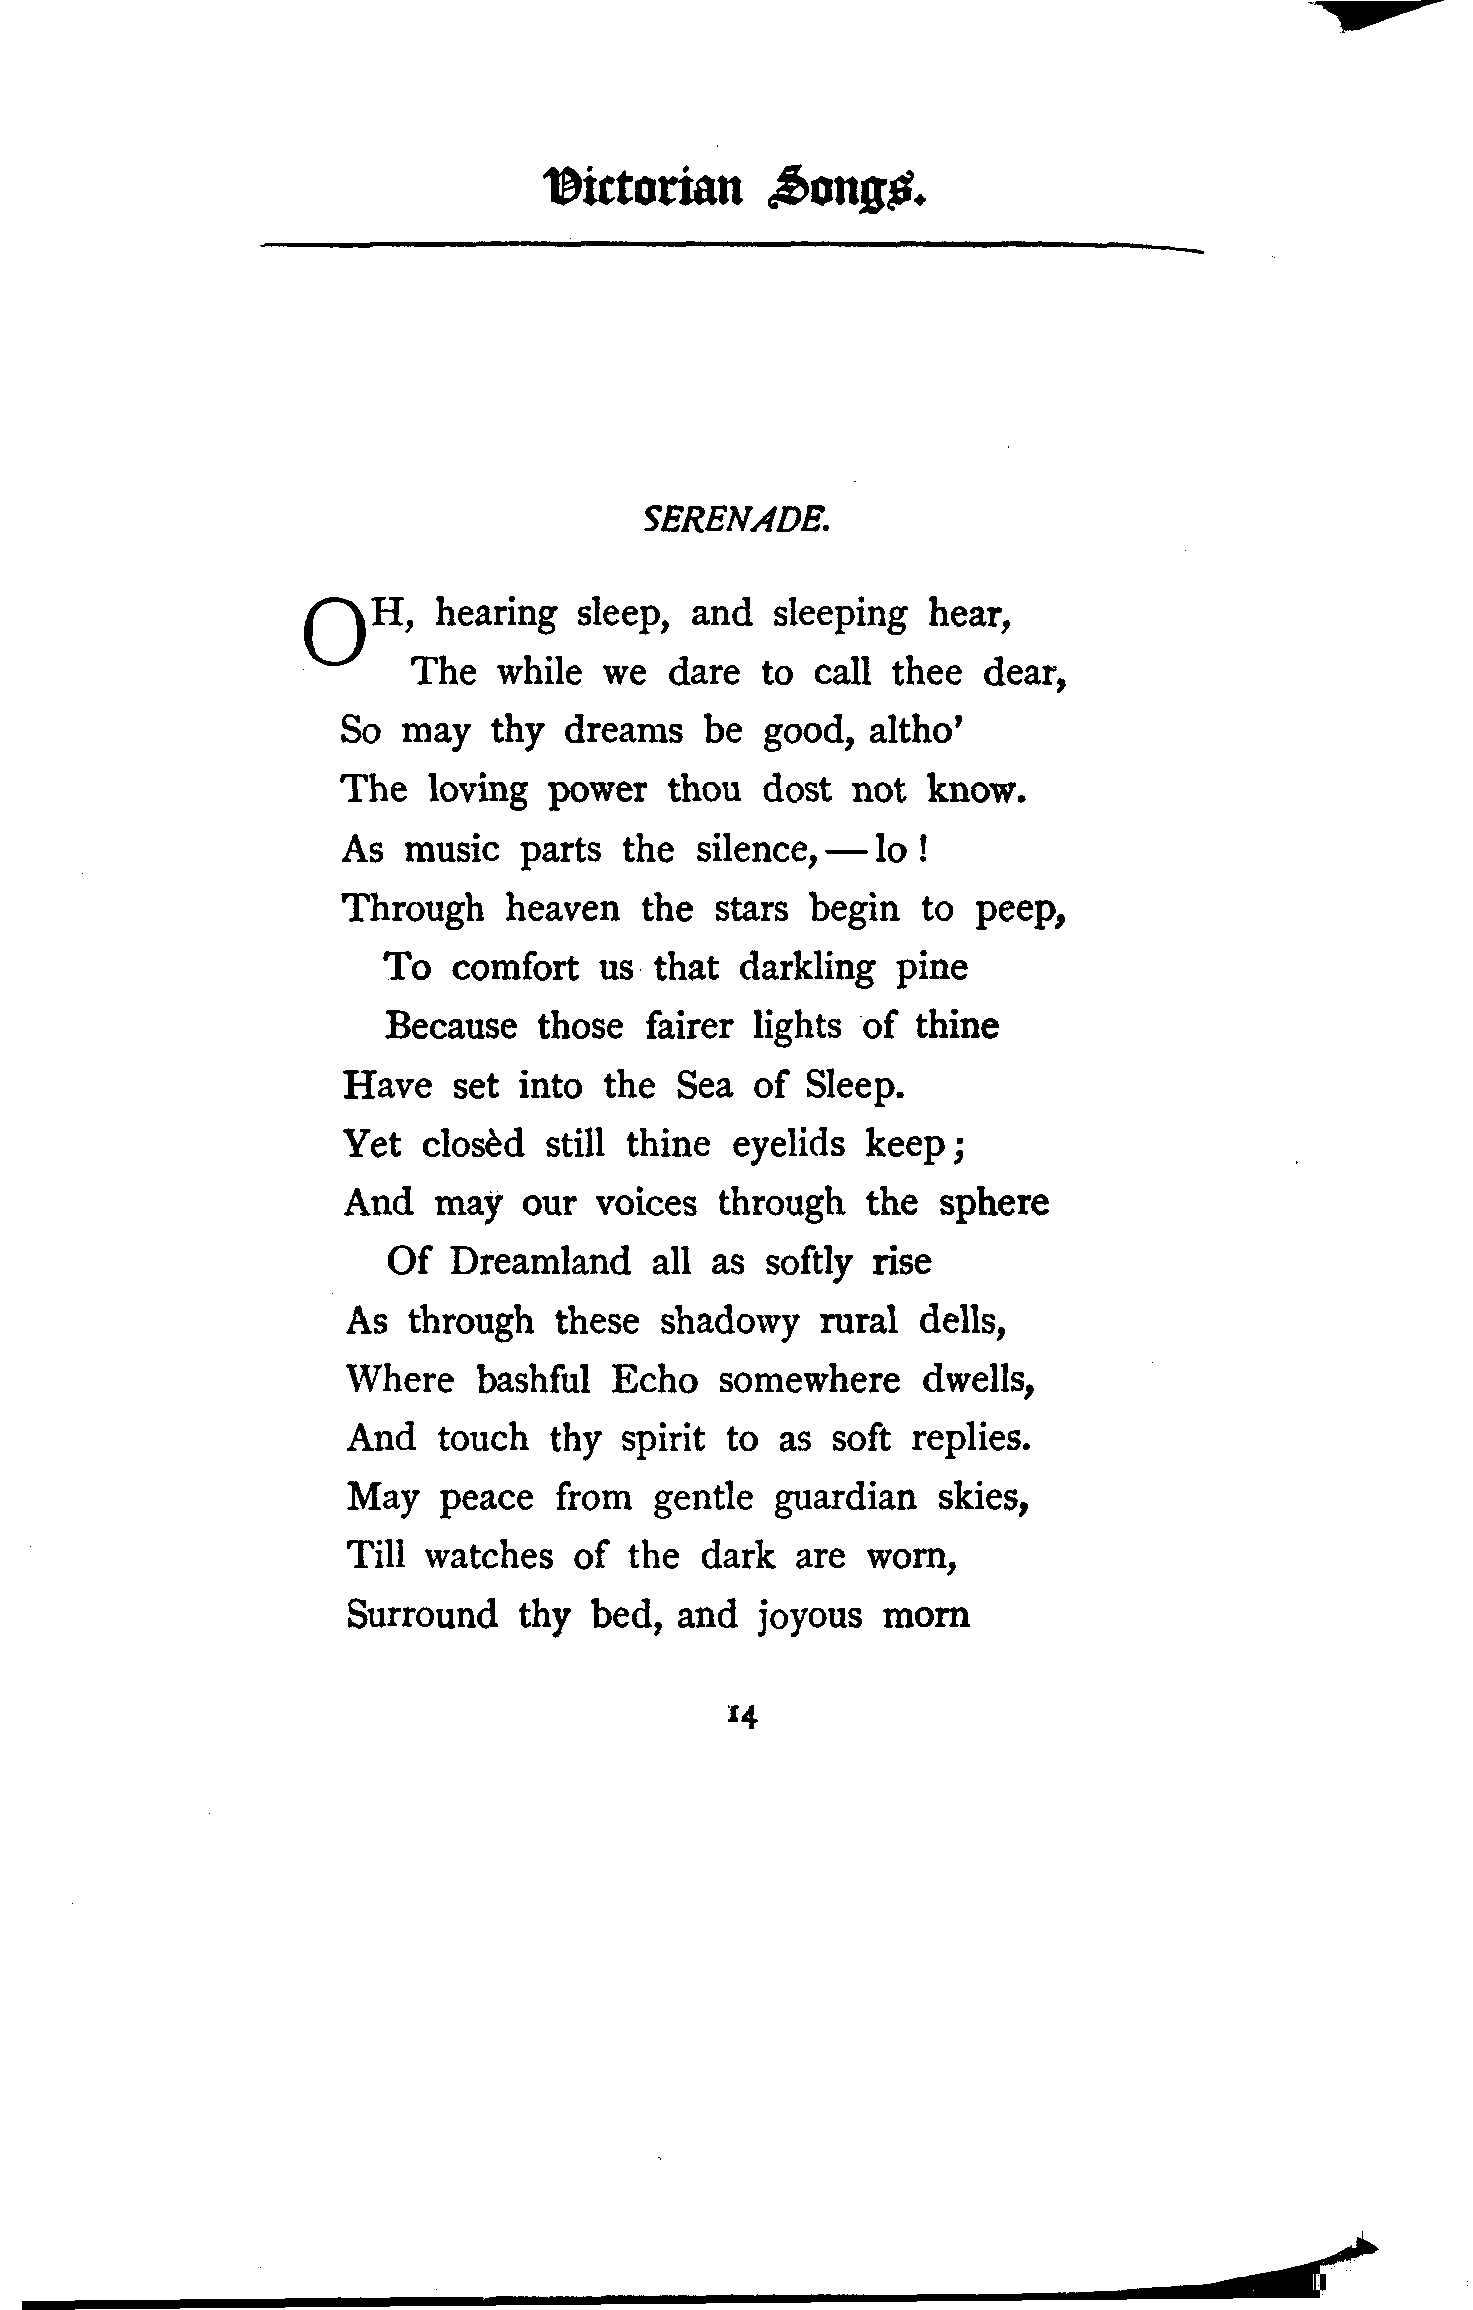 Victorian Songs.
SERENADE.
OH, hearing sleep, and sleeping hear,
The while we dare to call thee dear,
So may thy dreams be good, altho'
The loving power thou dost not know.
As music parts the silence,—lo!
Through heaven the stars begin to peep,
To comfort us that darkling pine
Because those fairer lights of thine
Have set into the Sea of Sleep.
Yet closèd still thine eyelids keep;
And may our voices through the sphere
Of Dreamland all as softly rise
As through these shadowy rural dells,
Where bashful Echo somewhere dwells,
And touch thy spirit to as soft replies.
May peace from gentle guardian skies,
Till watches of the dark are worn,
Surround thy bed, and joyous morn
14